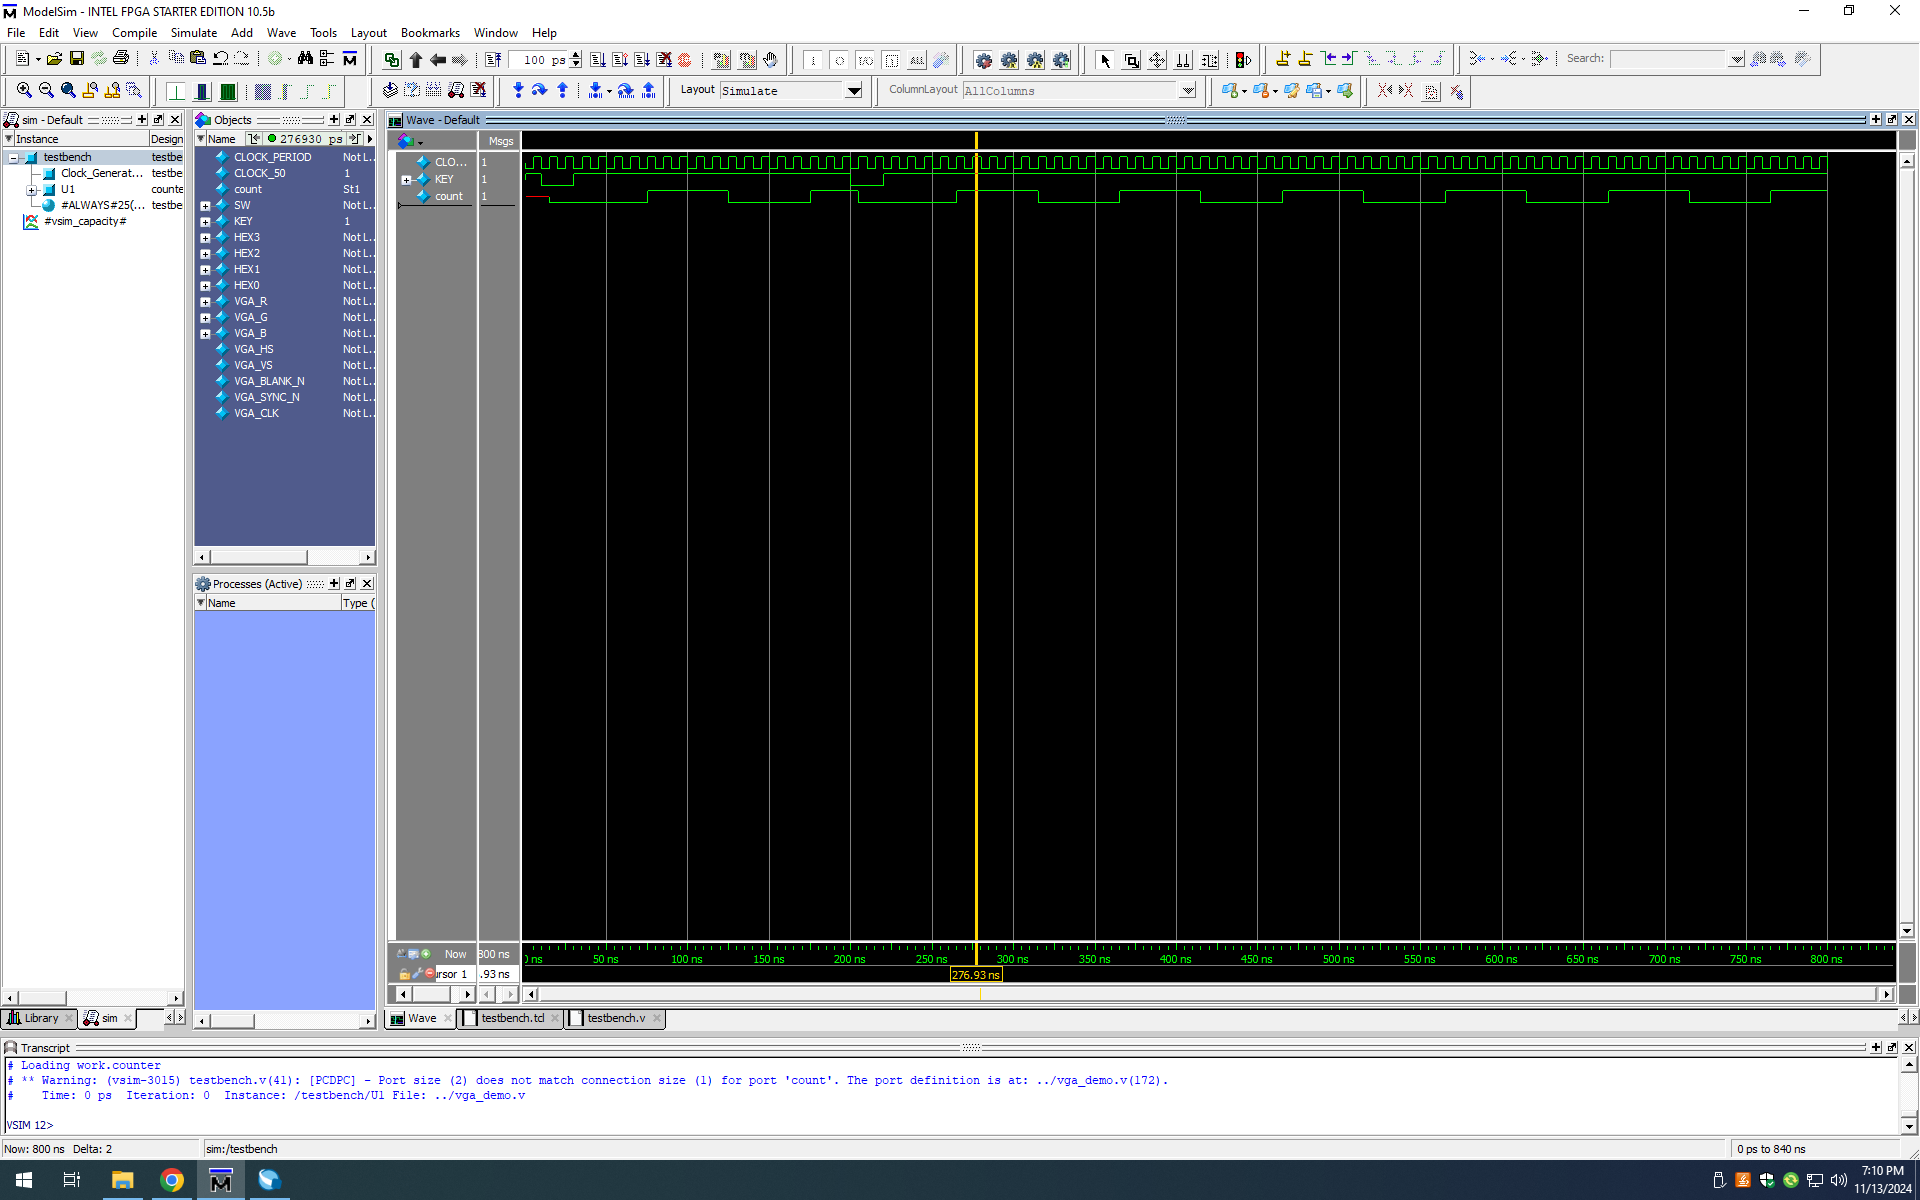 ModelSim - INTEL FPGA STARTER EDITION 10.5b
File Edit View Compile Simulate Add Wave Tools Layout Bookmarks Window Help
100 ps
Search:
Layout Simulate
ColumnLayout AllColumns
sim - Default
Instance Design
testbench testbe
Clock_Generat... testbe
U1 counte
#ALWAYS#25(... testbe
#vsim_capacity#
Objects
Name 276930 ps
CLOCK_PERIOD Not L..
CLOCK_50 1
count St1
SW Not L..
KEY 1
HEX3 Not L..
HEX2 Not L..
HEX1 Not L..
HEX0 Not L..
VGA_R Not L..
VGA_G Not L..
VGA_B Not L..
VGA_HS Not L..
VGA_VS Not L..
VGA_BLANK_N Not L..
VGA_SYNC_N Not L..
VGA_CLK Not L..
Processes (Active)
Name Type (
Wave - Default
Msgs
CLO... 1
KEY 1
count 1
Now 800 ns
ursor 1 .93 ns
ns 50 ns 100 ns 150 ns 200 ns 250 ns 300 ns 350 ns 400 ns 450 ns 500 ns 550 ns 600 ns 650 ns 700 ns 750 ns 800 ns
276.93 ns
Library sim
Wave testbench.tcl testbench.v
Transcript
# Loading work.counter
# ** Warning: (vsim-3015) testbench.v(41): [PCDPC] - Port size (2) does not match connection size (1) for port 'count'. The port definition is at: ../vga_demo.v(172).
# Time: 0 ps Iteration: 0 Instance: /testbench/U1 File: ../vga_demo.v
VSIM 12>
Now: 800 ns Delta: 2 sim:/testbench 0 ps to 840 ns
7:10 PM
11/13/2024